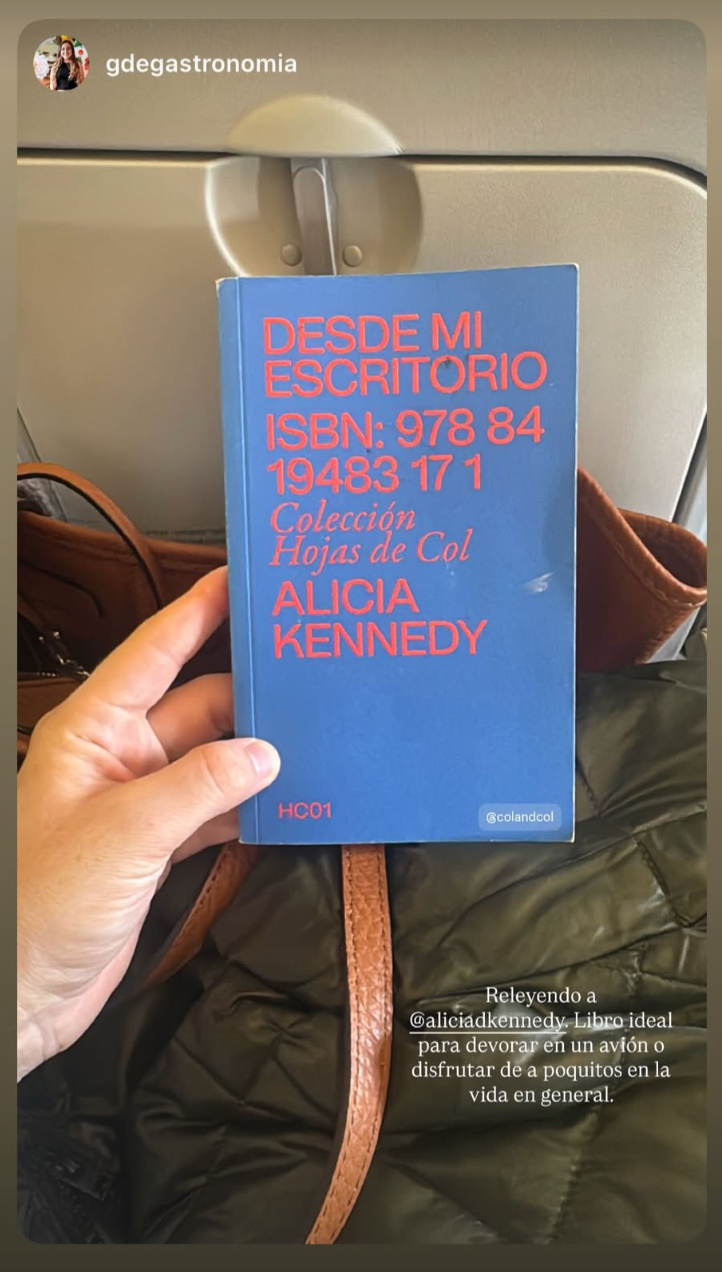 gdegastronomia
DESDE MI
ESCRITORIO
ISBN: 978 84
19483 17 1
Colección
Hojas de Col
ALICIA
KENNEDY
HC01
@colandcol
Releyendo a
@aliciadkennedy. Libro ideal
para devorar en un avión o
disfrutar de a poquitos en la
vida en general.